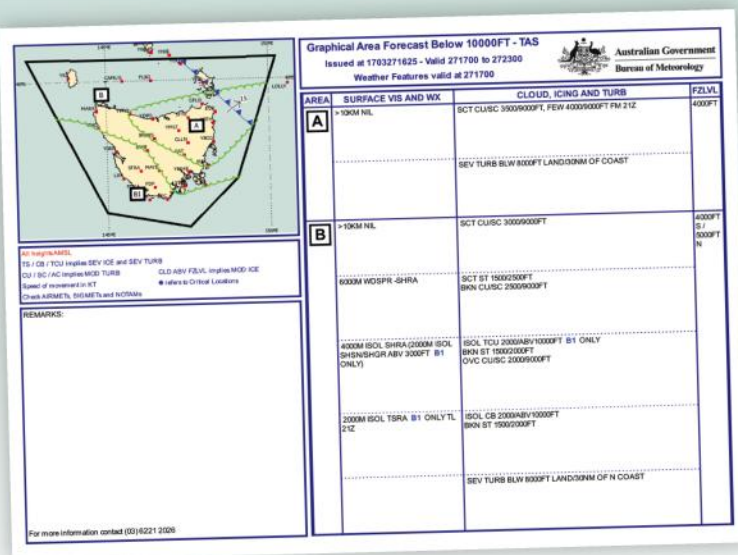 Graphical Area Forecast Below 10000FT - TAS
Issued at 1703271625 - Valid 271700 to 272300
Weather Features valid at 271700
Australian Government
Bureau of Meteorology
B
A
B1
15
All heights AMSL
TS / CB / TCU implies SEV ICE and SEV TURB
CU / SC / AC implies MOD TURB
CLD ABV FZLVL implies MOD ICE
Speed of movement in KT
refers to Critical Locations
Check AIRMETs, SIGMETs and NOTAMs
REMARKS:
For more information contact (03) 6221 2026
AREA
SURFACE VIS AND WX
CLOUD, ICING AND TURB
FZLVL
A
>10KM NIL
SCT CU/SC 3500/9000FT, FEW 4000/9000FT FM 21Z
4000FT
SEV TURB BLW 8000FT LAND/30NM OF COAST
B
>10KM NIL
SCT CU/SC 3000/9000FT
4000FT
S /
5000FT
N
6000M WDSPR -SHRA
SCT ST 1500/2500FT
BKN CU/SC 2500/9000FT
4000M ISOL SHRA (2000M ISOL
SHSN/SHGR ABV 3000FT B1
ONLY)
ISOL TCU 2000/ABV10000FT B1 ONLY
BKN ST 1500/2000FT
OVC CU/SC 2000/9000FT
2000M ISOL TSRA B1 ONLY TL
21Z
ISOL CB 2000/ABV10000FT
BKN ST 1500/2000FT
SEV TURB BLW 8000FT LAND/30NM OF N COAST